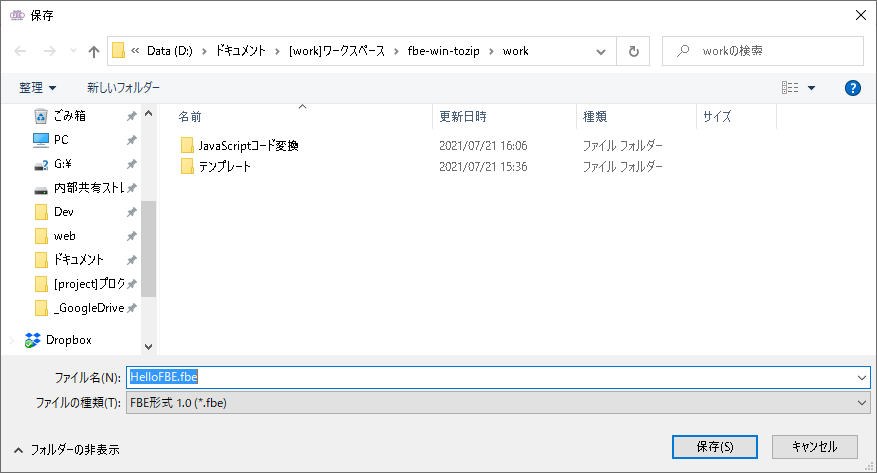 保存
« Data (D:) › ドキュメント › [work]ワークスペース › fbe-win-tozip › work
workの検索
整理 新しいフォルダー
ごみ箱
PC
G:¥
内部共有ストレ
Dev
web
ドキュメント
[project]プログ
_GoogleDrive
Dropbox
名前 更新日時 種類 サイズ
JavaScriptコード変換 2021/07/21 16:06 ファイル フォルダー
テンプレート 2021/07/21 15:36 ファイル フォルダー
ファイル名(N): HelloFBE.fbe
ファイルの種類(T): FBE形式 1.0 (*.fbe)
フォルダーの非表示
保存(S) キャンセル